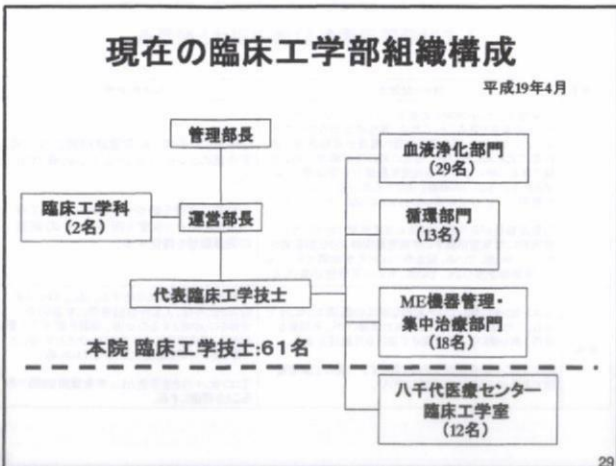 現在の臨床工学部組織構成
平成19年4月
管理部長
血液浄化部門
(29名)
臨床工学科
(2名)
運営部長
循環部門
(13名)
代表臨床工学技士
ME機器管理・
集中治療部門
(18名)
本院 臨床工学技士:61名
八千代医療センター
臨床工学室
(12名)
29